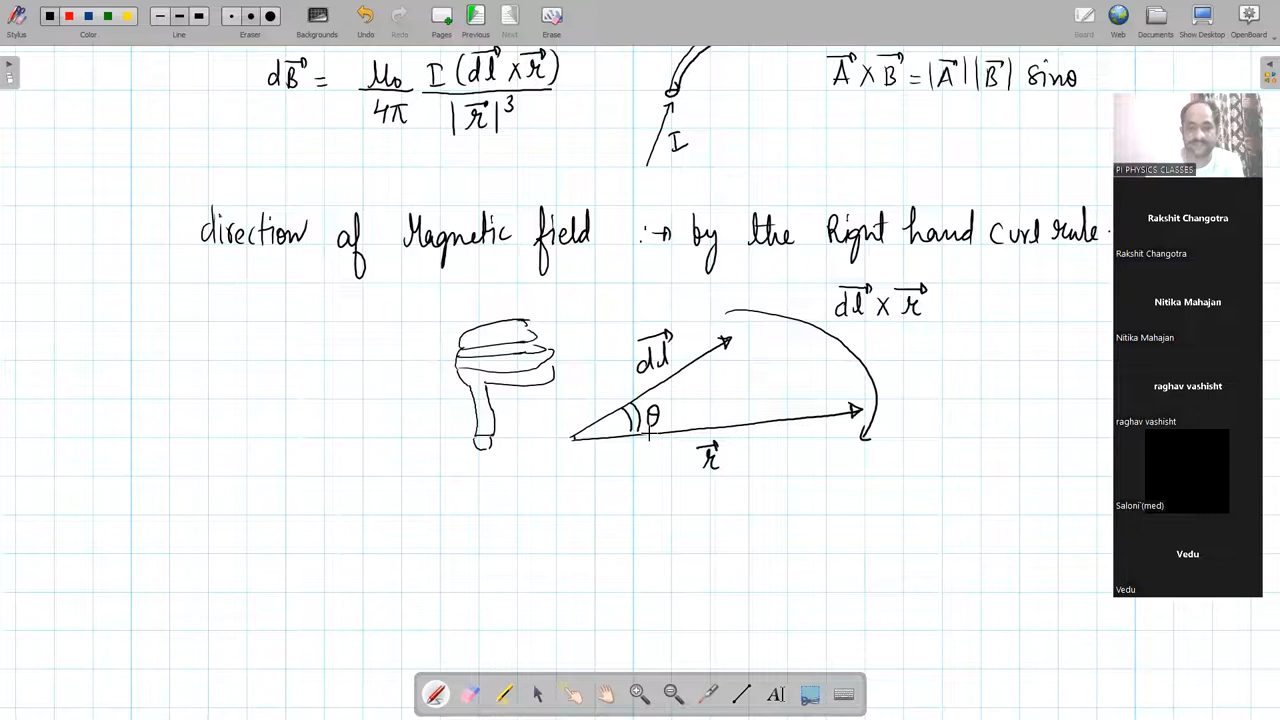 Stylus
Color
Line
Eraser
Backgrounds
Undo
Redo
Pages
Previous
Next
Erase
Board
Web
Documents
Show Desktop
OpenBoard
dB⃗ = μ₀/4π I (dl⃗ × r⃗)/|r⃗|³
I
A⃗ × B⃗ = |A⃗| |B⃗| sinθ
direction of Magnetic field :→ by the Right hand curl rule.
dl⃗ × r⃗
dl⃗
θ
r⃗
PI PHYSICS CLASSES
Rakshit Changotra
Rakshit Changotra
Nitika Mahajan
Nitika Mahajan
raghav vashisht
raghav vashisht
Saloni (med)
Vedu
Vedu
AI